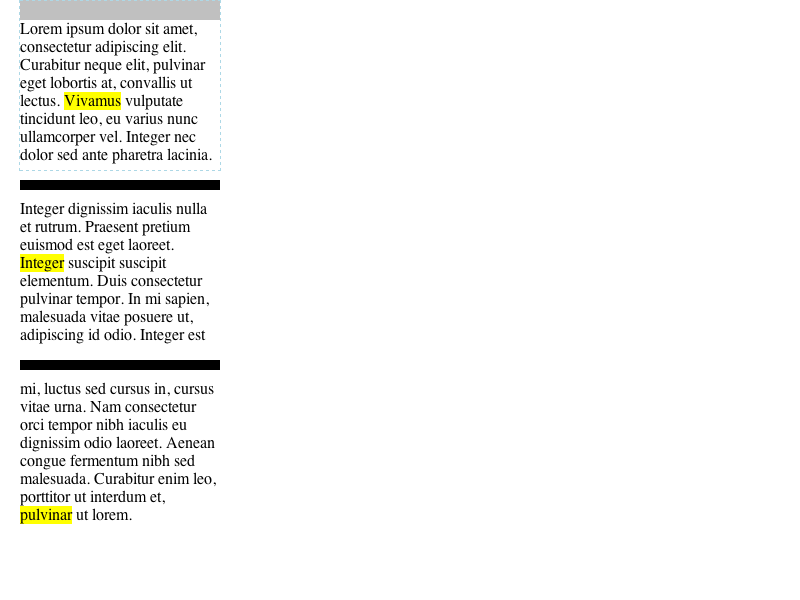 Lorem ipsum dolor sit amet,
consectetur adipiscing elit.
Curabitur neque elit, pulvinar
eget lobortis at, convallis ut
lectus. Vivamus vulputate
tincidunt leo, eu varius nunc
ullamcorper vel. Integer nec
dolor sed ante pharetra lacinia.
Integer dignissim iaculis nulla
et rutrum. Praesent pretium
euismod est eget laoreet.
Integer suscipit suscipit
elementum. Duis consectetur
pulvinar tempor. In mi sapien,
malesuada vitae posuere ut,
adipiscing id odio. Integer est
mi, luctus sed cursus in, cursus
vitae urna. Nam consectetur
orci tempor nibh iaculis eu
dignissim odio laoreet. Aenean
congue fermentum nibh sed
malesuada. Curabitur enim leo,
porttitor ut interdum et,
pulvinar ut lorem.